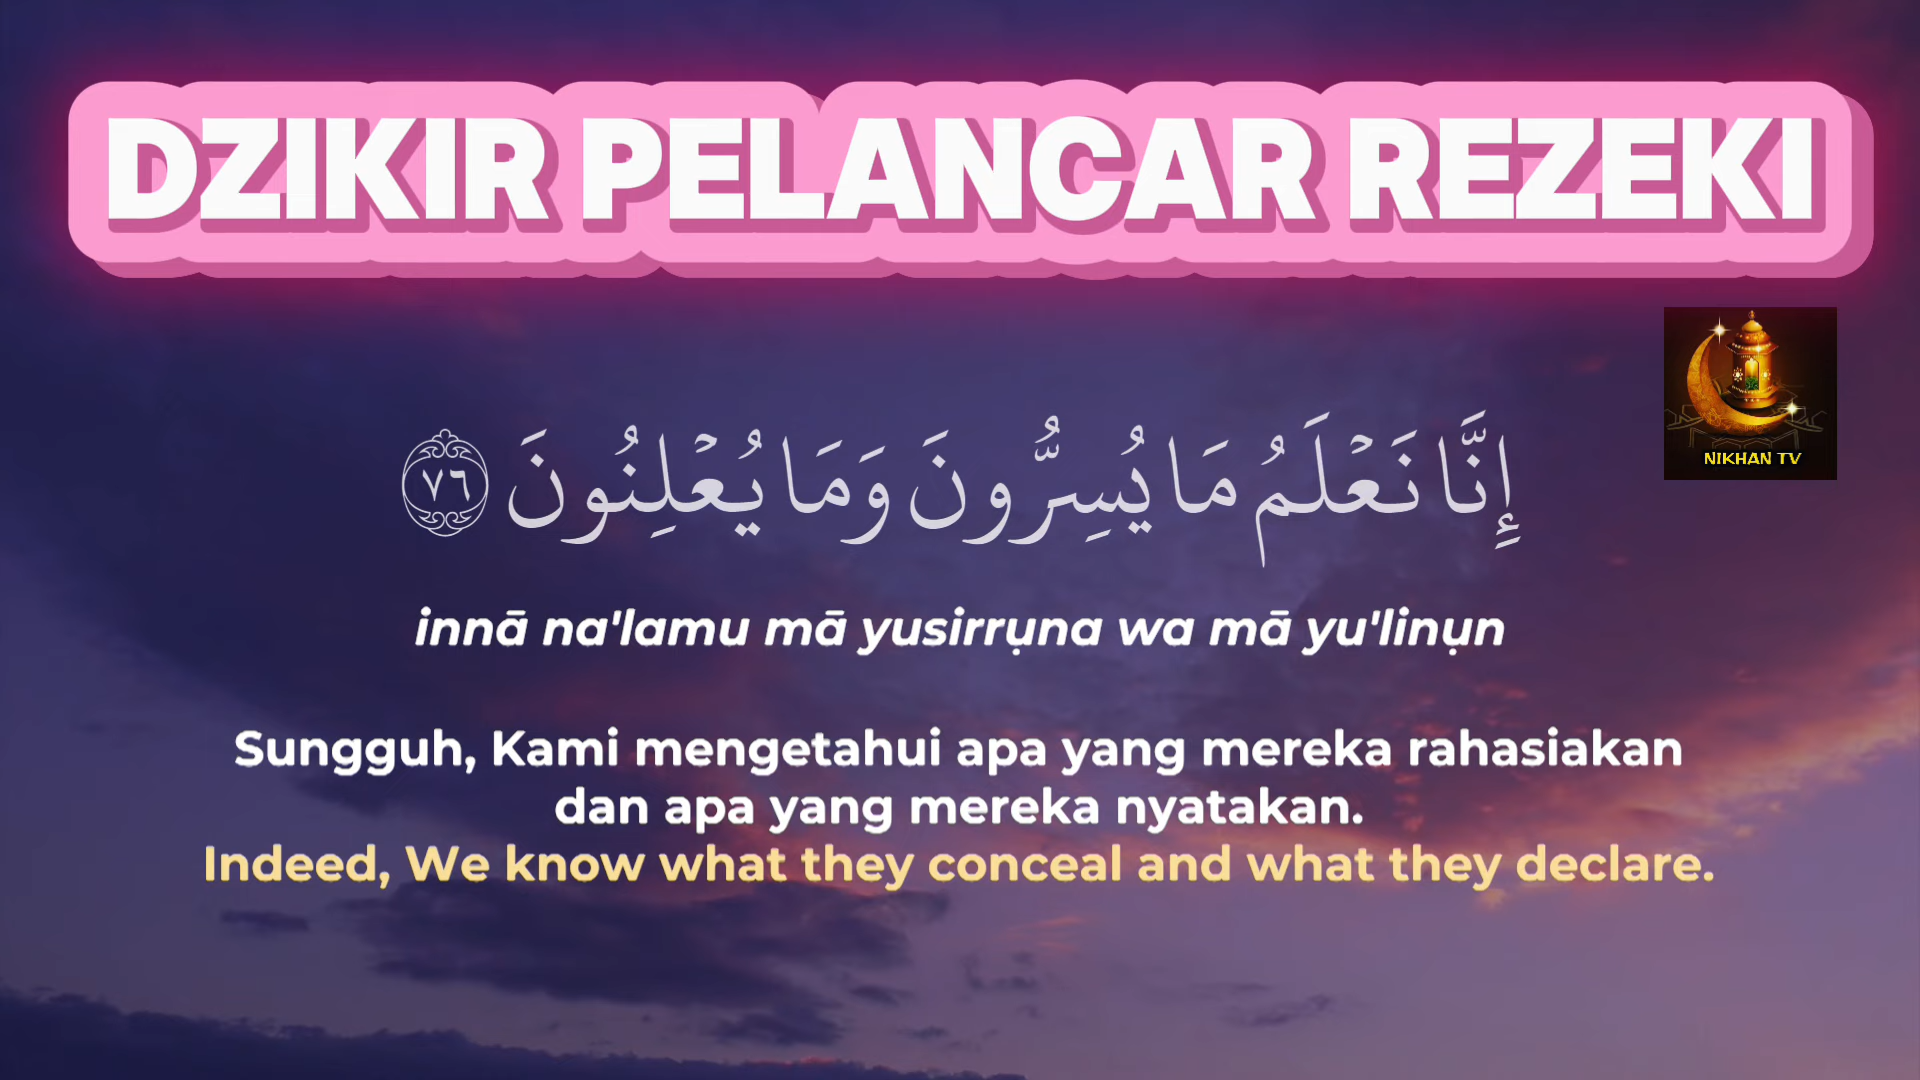 DZIKIR PELANCAR REZEKI
NIKHAN TV
إِنَّا نَعْلَمُ مَا يُسِرُّونَ وَمَا يُعْلِنُونَ ٧٦
innā na'lamu mā yusirrụna wa mā yu'linụn
Sungguh, Kami mengetahui apa yang mereka rahasiakan
dan apa yang mereka nyatakan.
Indeed, We know what they conceal and what they declare.